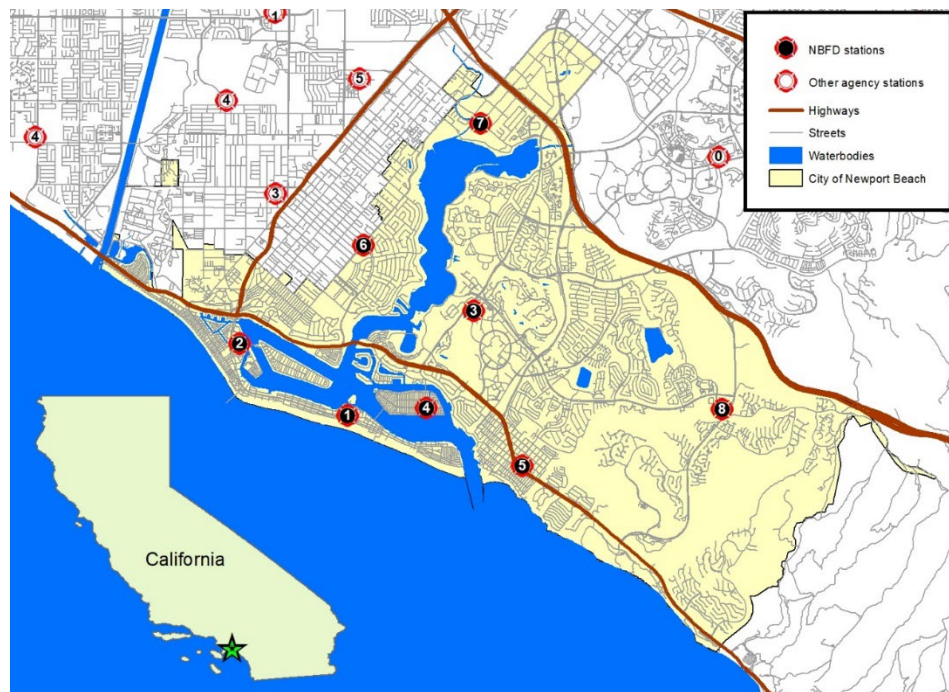 1
5
4
4
7
0
3
6
3
2
1
4
8
5
NBFD stations
Other agency stations
Highways
Streets
Waterbodies
City of Newport Beach
California